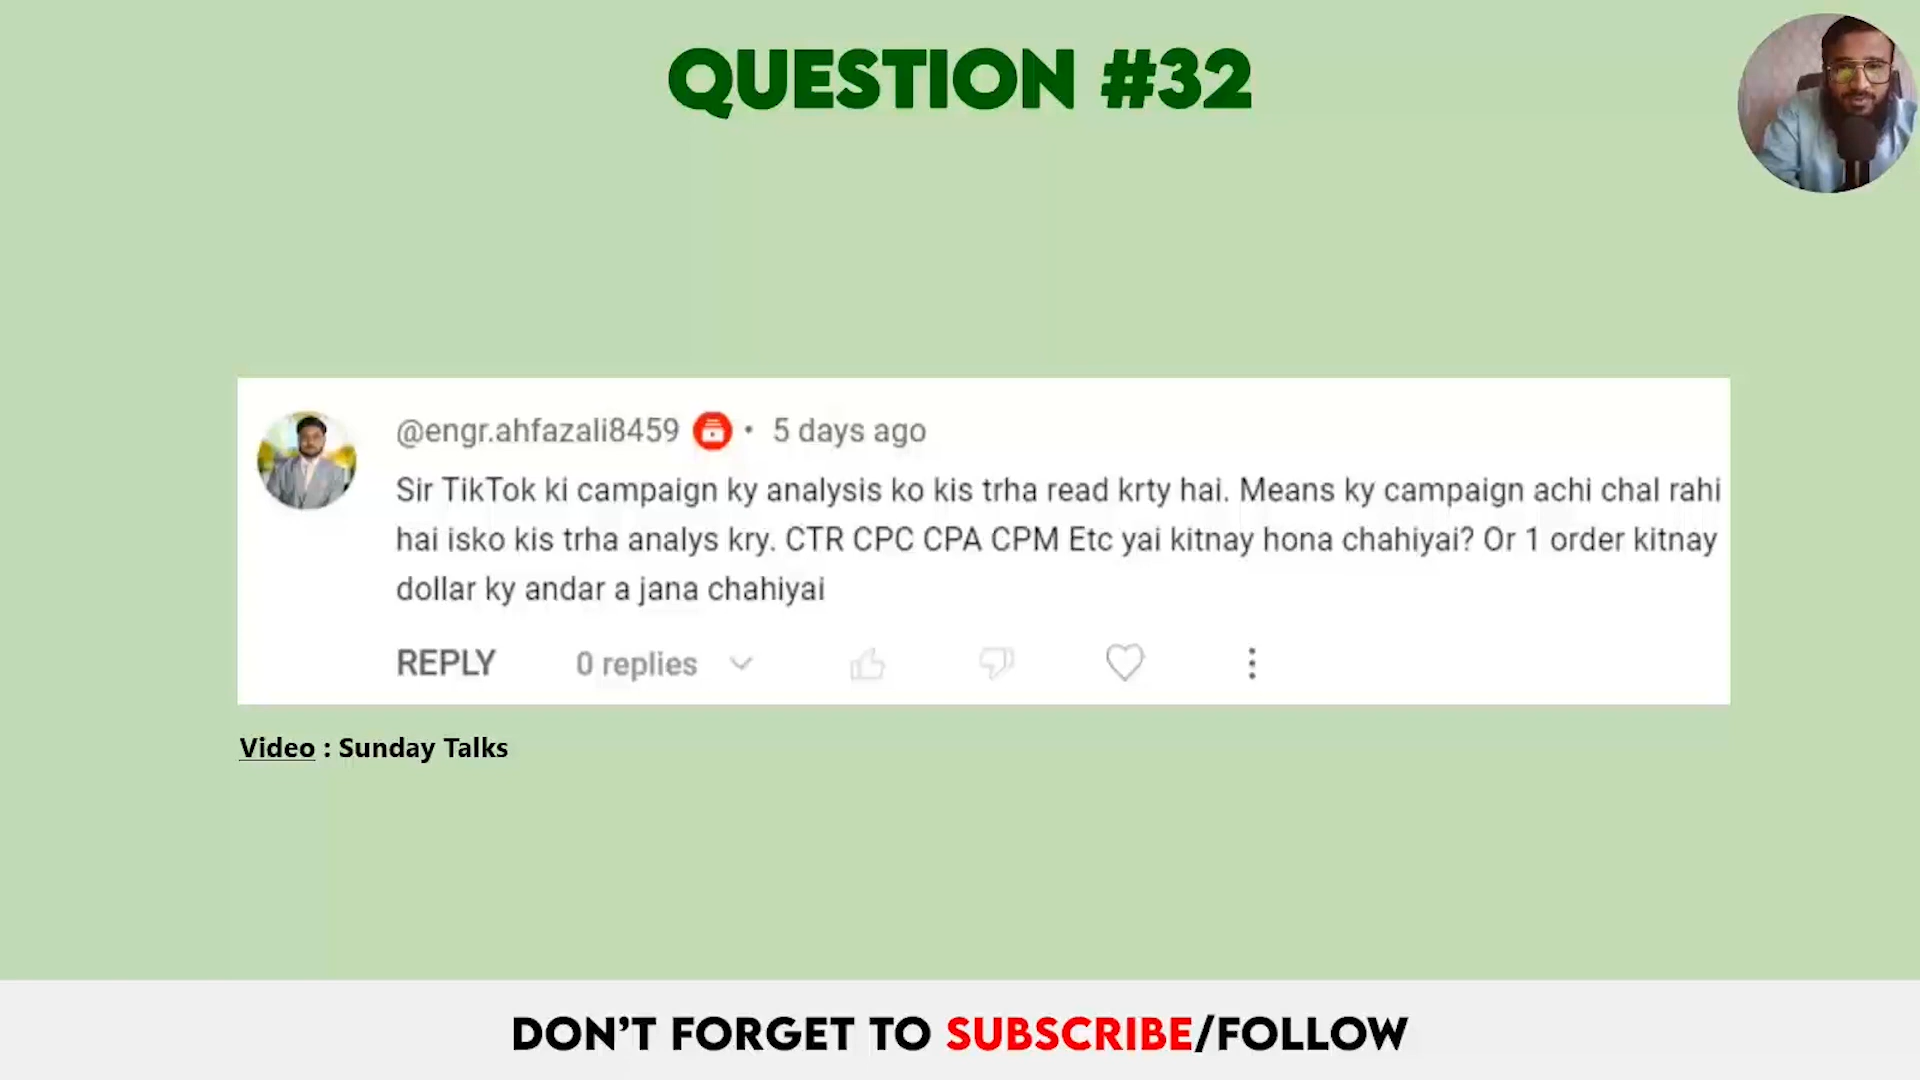 QUESTION #32
@engr.ahfazali8459 • 5 days ago
Sir TikTok ki campaign ky analysis ko kis trha read krty hai. Means ky campaign achi chal rahi
hai isko kis trha analys kry. CTR CPC CPA CPM Etc yai kitnay hona chahiyai? Or 1 order kitnay
dollar ky andar a jana chahiyai
REPLY 0 replies
Video : Sunday Talks
DON'T FORGET TO SUBSCRIBE/FOLLOW